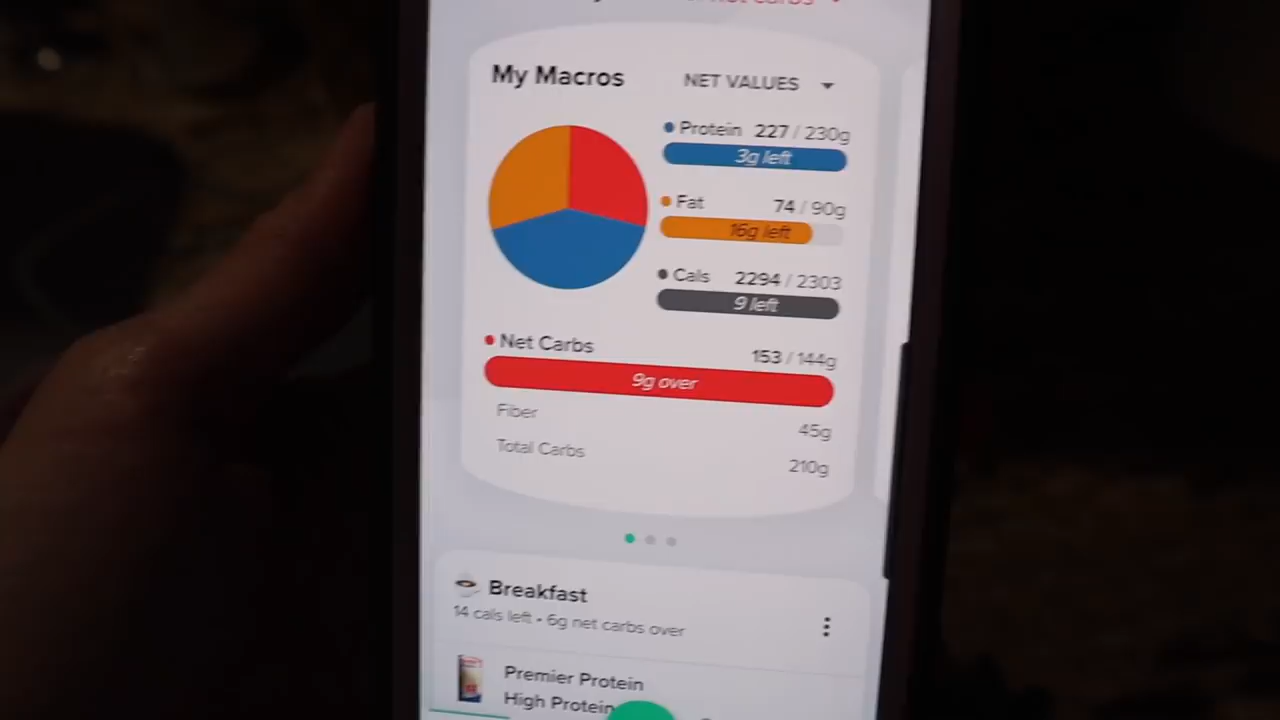 net carbs
My Macros NET VALUES
Protein 227 / 230g
3g left
Fat 74 / 90g
16g left
Cals 2294 / 2303
9 left
Net Carbs 153 / 144g
9g over
Fiber 45g
Total Carbs 210g
Breakfast
14 cals left • 6g net carbs over
Premier Protein
High Protein